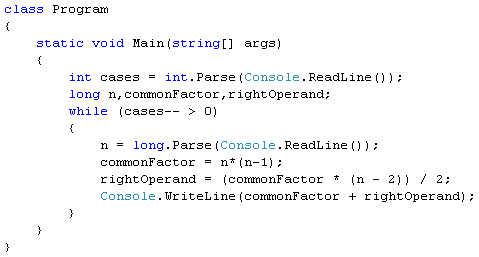 class Program
{
    static void Main(string[] args)
    {
        int cases = int.Parse(Console.ReadLine());
        long n,commonFactor,rightOperand;
        while (cases-- > 0)
        {
            n = long.Parse(Console.ReadLine());
            commonFactor = n*(n-1);
            rightOperand = (commonFactor * (n - 2)) / 2;
            Console.WriteLine(commonFactor + rightOperand);
        }
    }
}